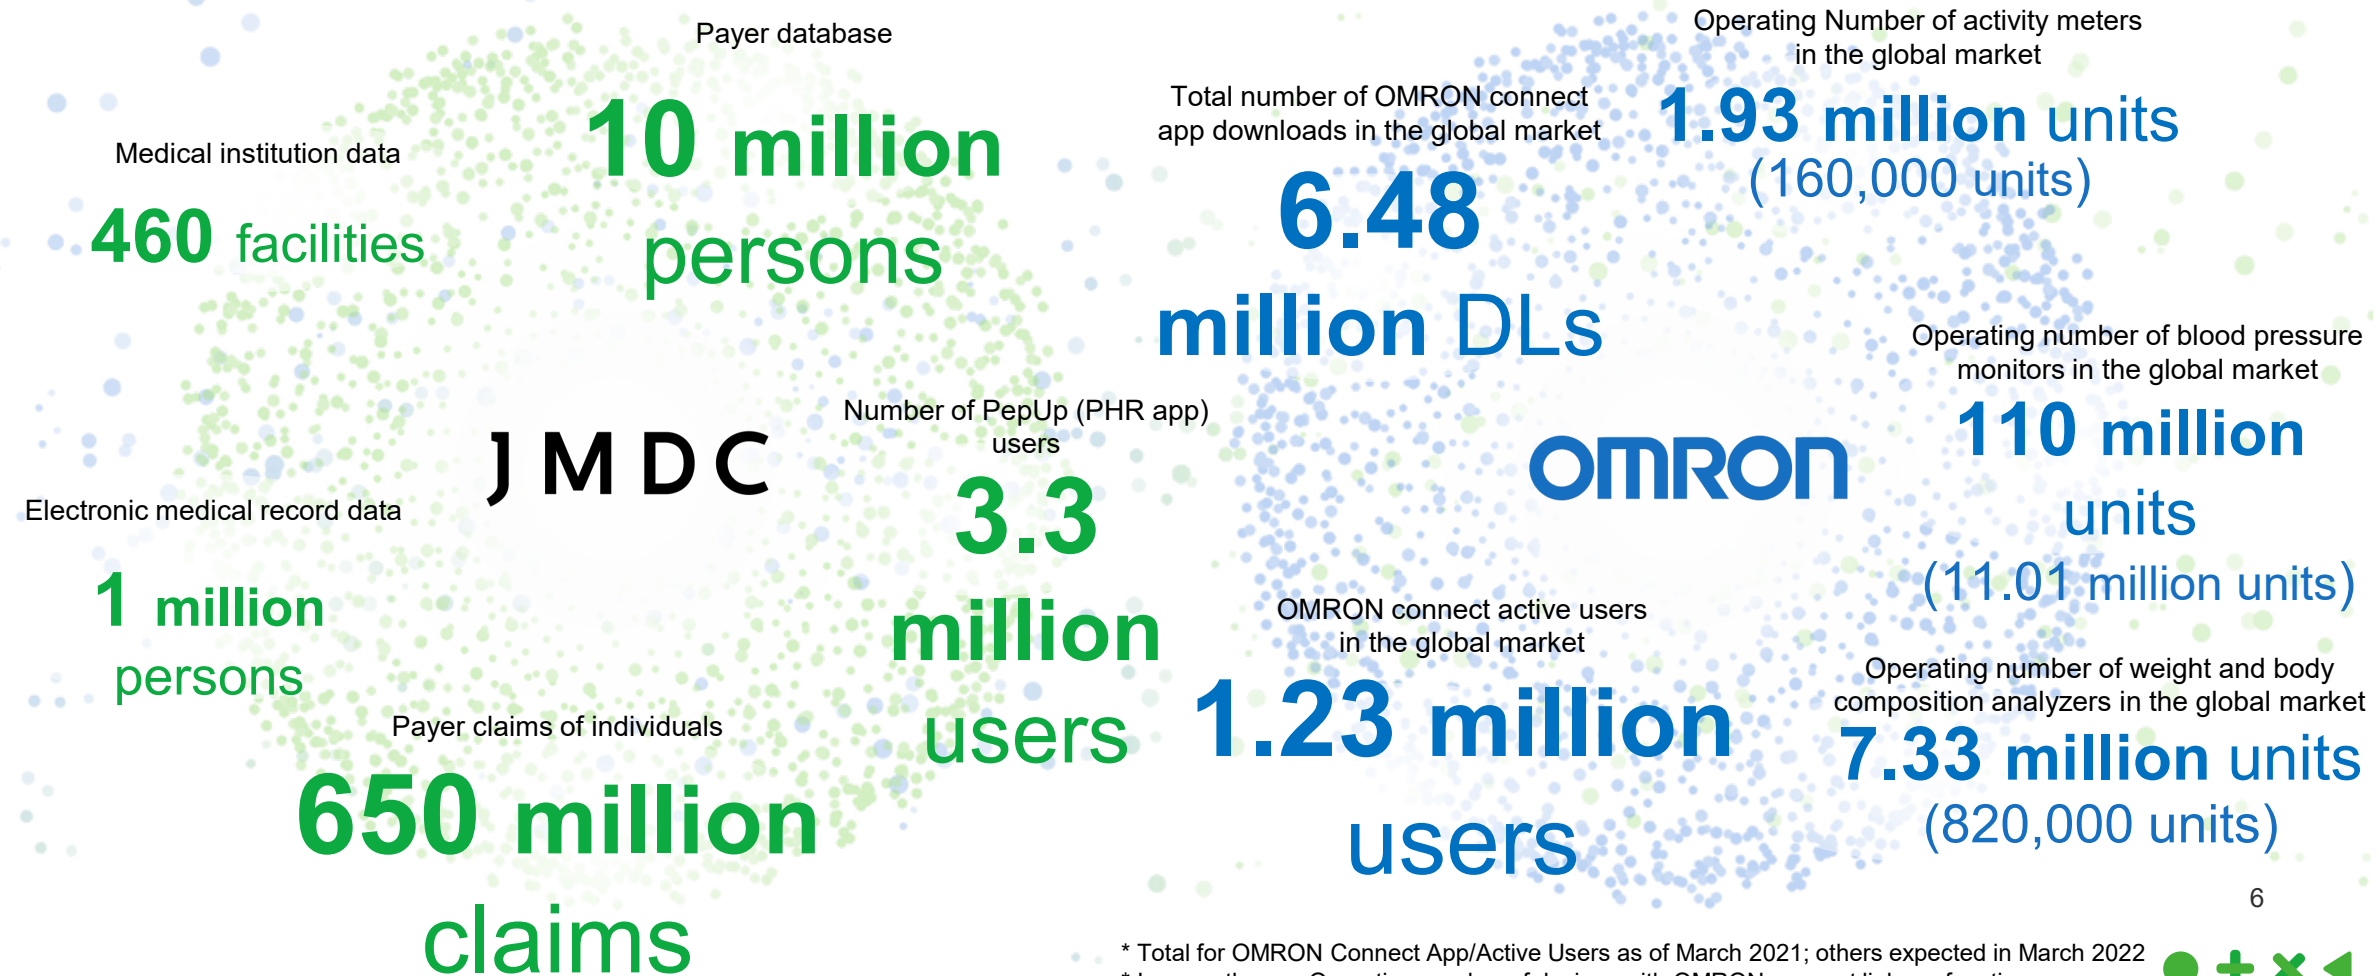 Payer database
10 million
persons
Medical institution data
460 facilities
JMDC
Number of PepUp (PHR app)
users
3.3
million
users
Electronic medical record data
1 million
persons
Payer claims of individuals
650 million
claims
Operating Number of activity meters
in the global market
1.93 million units
(160,000 units)
Total number of OMRON connect
app downloads in the global market
6.48
million DLs
OMRON
Operating number of blood pressure
monitors in the global market
110 million
units
(11.01 million units)
OMRON connect active users
in the global market
1.23 million
users
Operating number of weight and body
composition analyzers in the global market
7.33 million units
(820,000 units)
6
* Total for OMRON Connect App/Active Users as of March 2021; others expected in March 2022